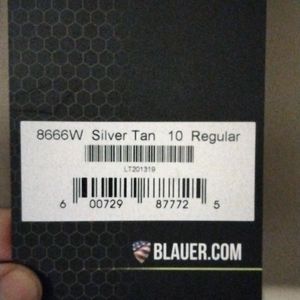 8666W Silver Tan 10 Regular
LT201319
6 00729 87772 5
BLAUER.COM